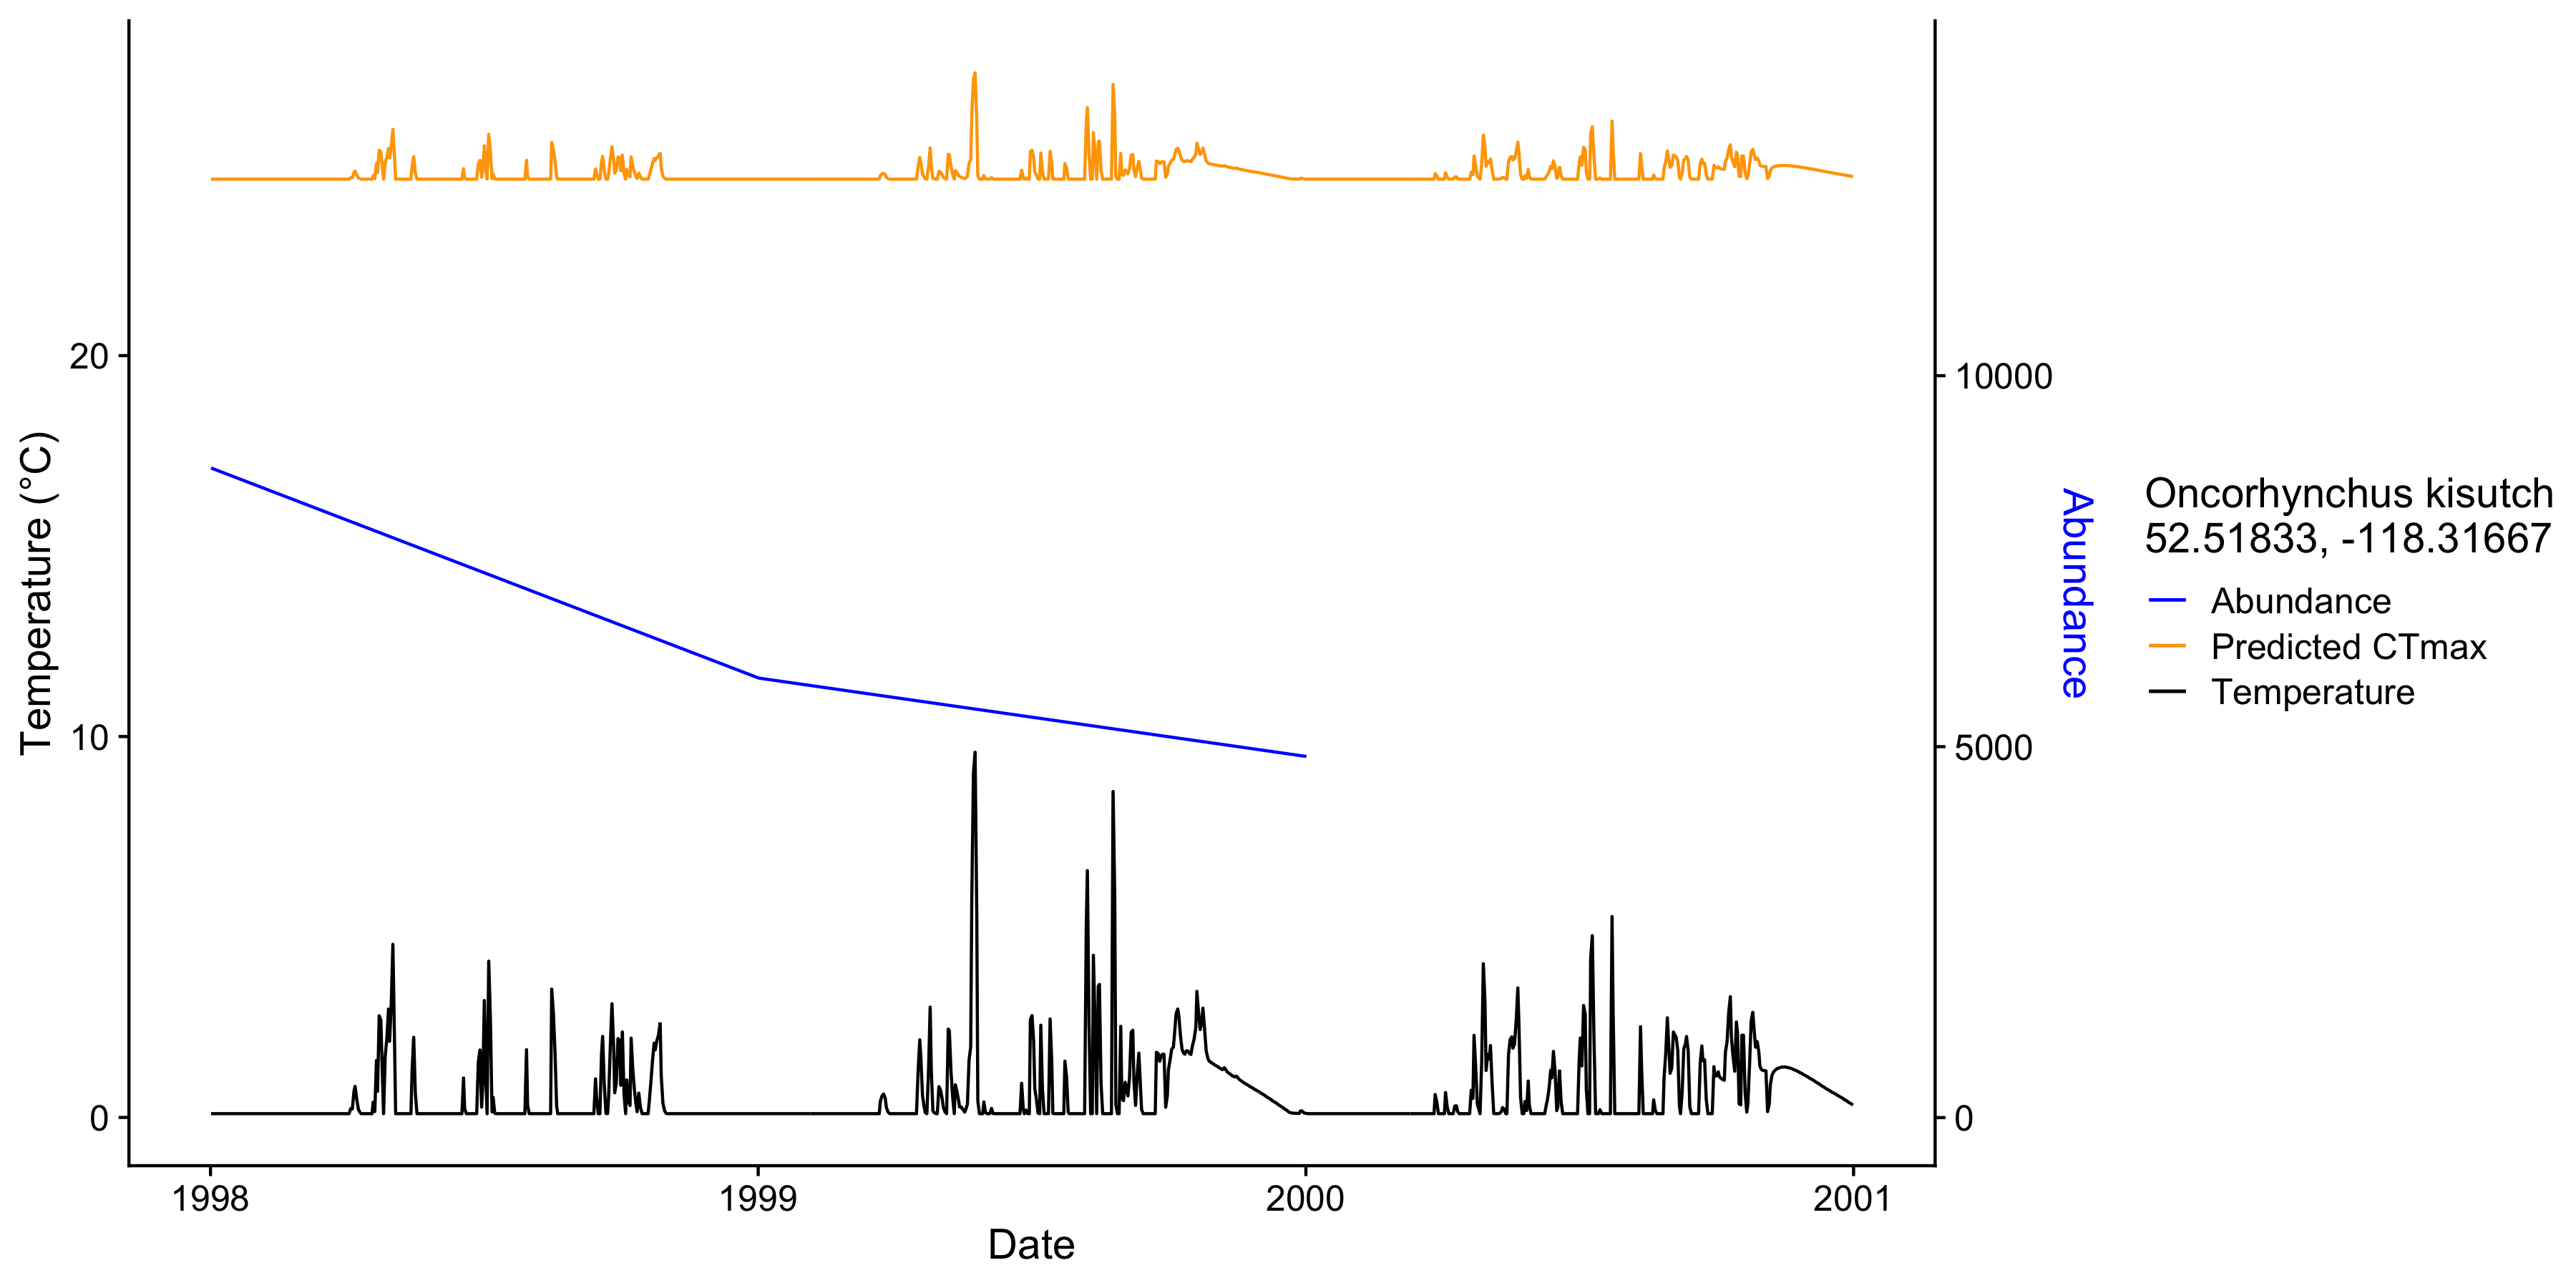 Temperature (°C)
20
10
0
1998
1999
2000
2001
Date
10000
5000
0
Abundance
Oncorhynchus kisutch
52.51833, -118.31667
Abundance
Predicted CTmax
Temperature